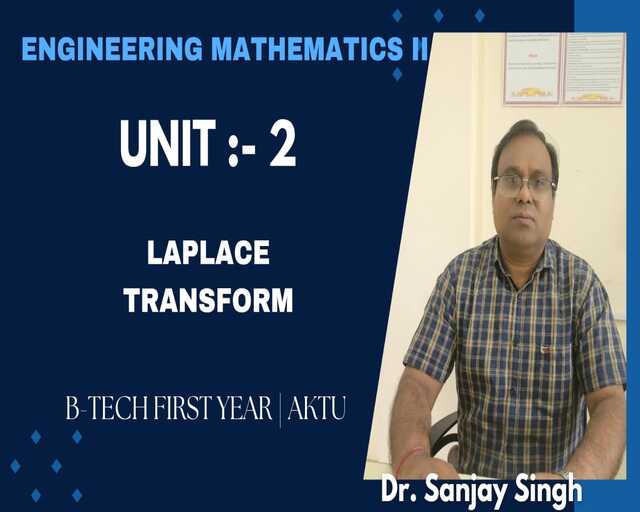 ENGINEERING MATHEMATICS II
UNIT :- 2
LAPLACE
TRANSFORM
B-TECH FIRST YEAR | AKTU
Dr. Sanjay Singh